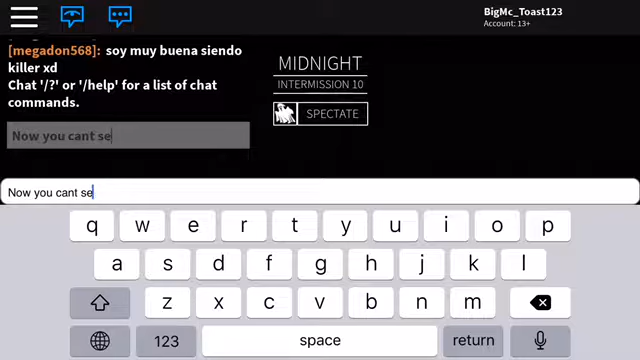 BigMc_Toast123
Account: 13+
[megadon568]: soy muy buena siendo
killer xd
Chat '/?' or '/help' for a list of chat
commands.
MIDNIGHT
INTERMISSION 10
SPECTATE
Now you cant se
Now you cant se
q w e r t y u i o p
a s d f g h j k l
z x c v b n m
123 space return